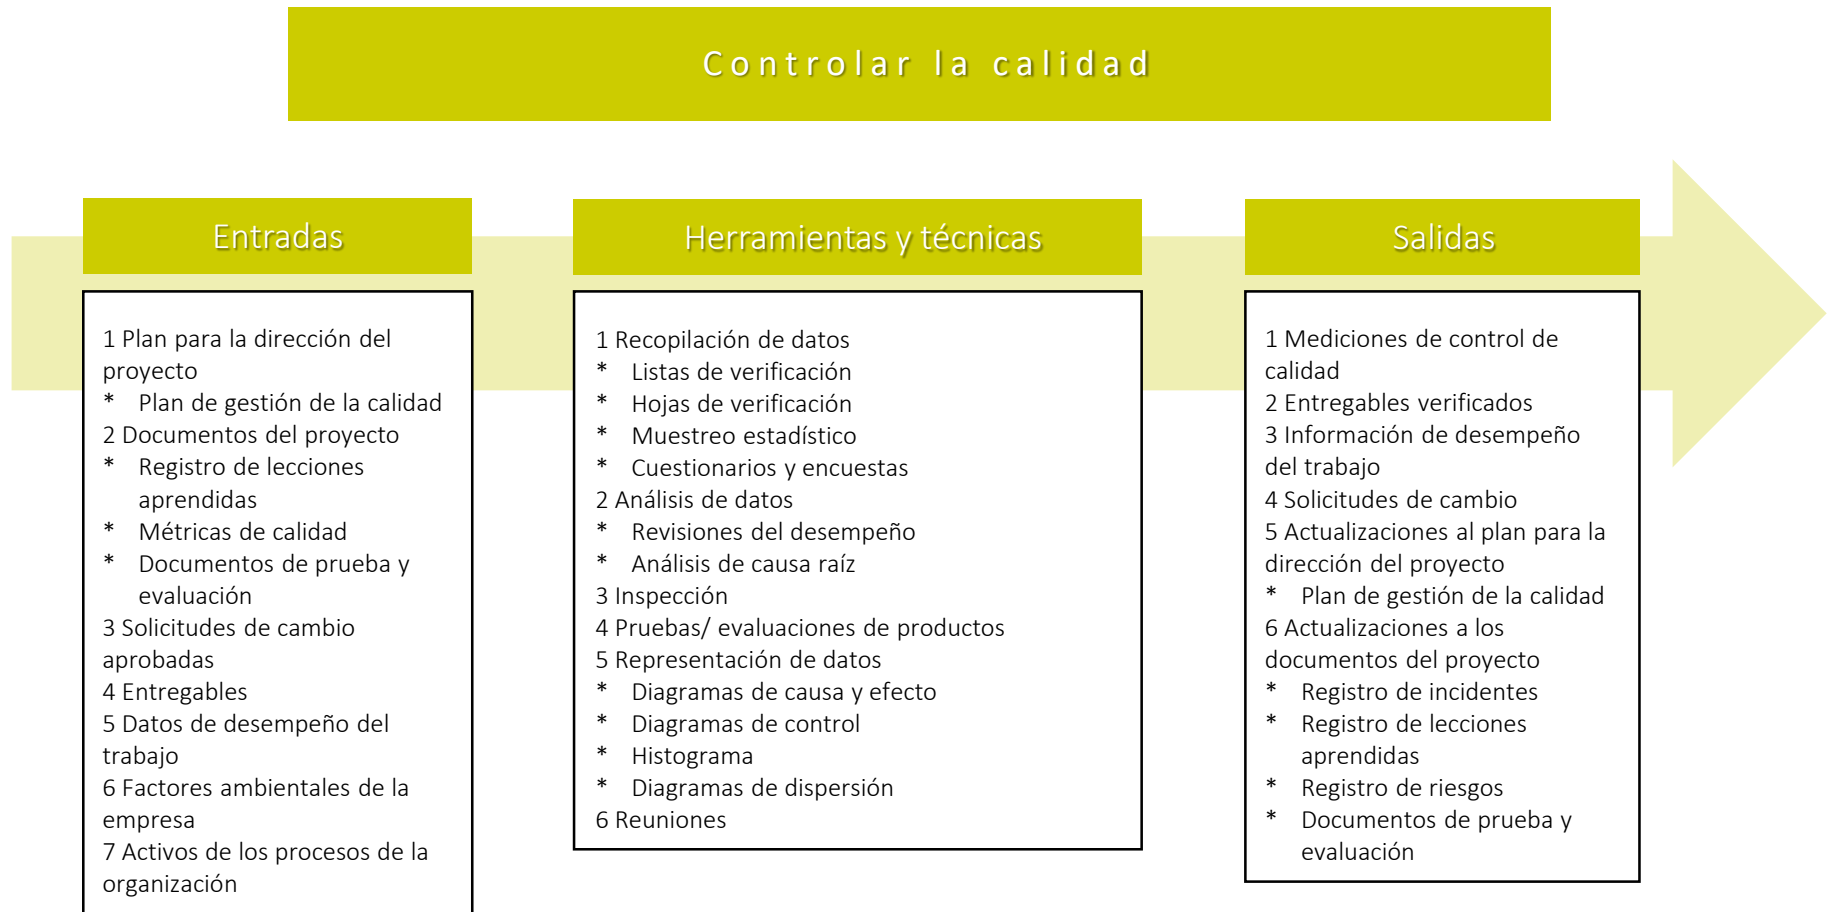 Controlar la calidad
Entradas
1 Plan para la dirección del
proyecto
* Plan de gestión de la calidad
2 Documentos del proyecto
* Registro de lecciones
aprendidas
* Métricas de calidad
* Documentos de prueba y
evaluación
3 Solicitudes de cambio
aprobadas
4 Entregables
5 Datos de desempeño del
trabajo
6 Factores ambientales de la
empresa
7 Activos de los procesos de la
organización
Herramientas y técnicas
1 Recopilación de datos
* Listas de verificación
* Hojas de verificación
* Muestreo estadístico
* Cuestionarios y encuestas
2 Análisis de datos
* Revisiones del desempeño
* Análisis de causa raíz
3 Inspección
4 Pruebas/ evaluaciones de productos
5 Representación de datos
* Diagramas de causa y efecto
* Diagramas de control
* Histograma
* Diagramas de dispersión
6 Reuniones
Salidas
1 Mediciones de control de
calidad
2 Entregables verificados
3 Información de desempeño
del trabajo
4 Solicitudes de cambio
5 Actualizaciones al plan para la
dirección del proyecto
* Plan de gestión de la calidad
6 Actualizaciones a los
documentos del proyecto
* Registro de incidentes
* Registro de lecciones
aprendidas
* Registro de riesgos
* Documentos de prueba y
evaluación